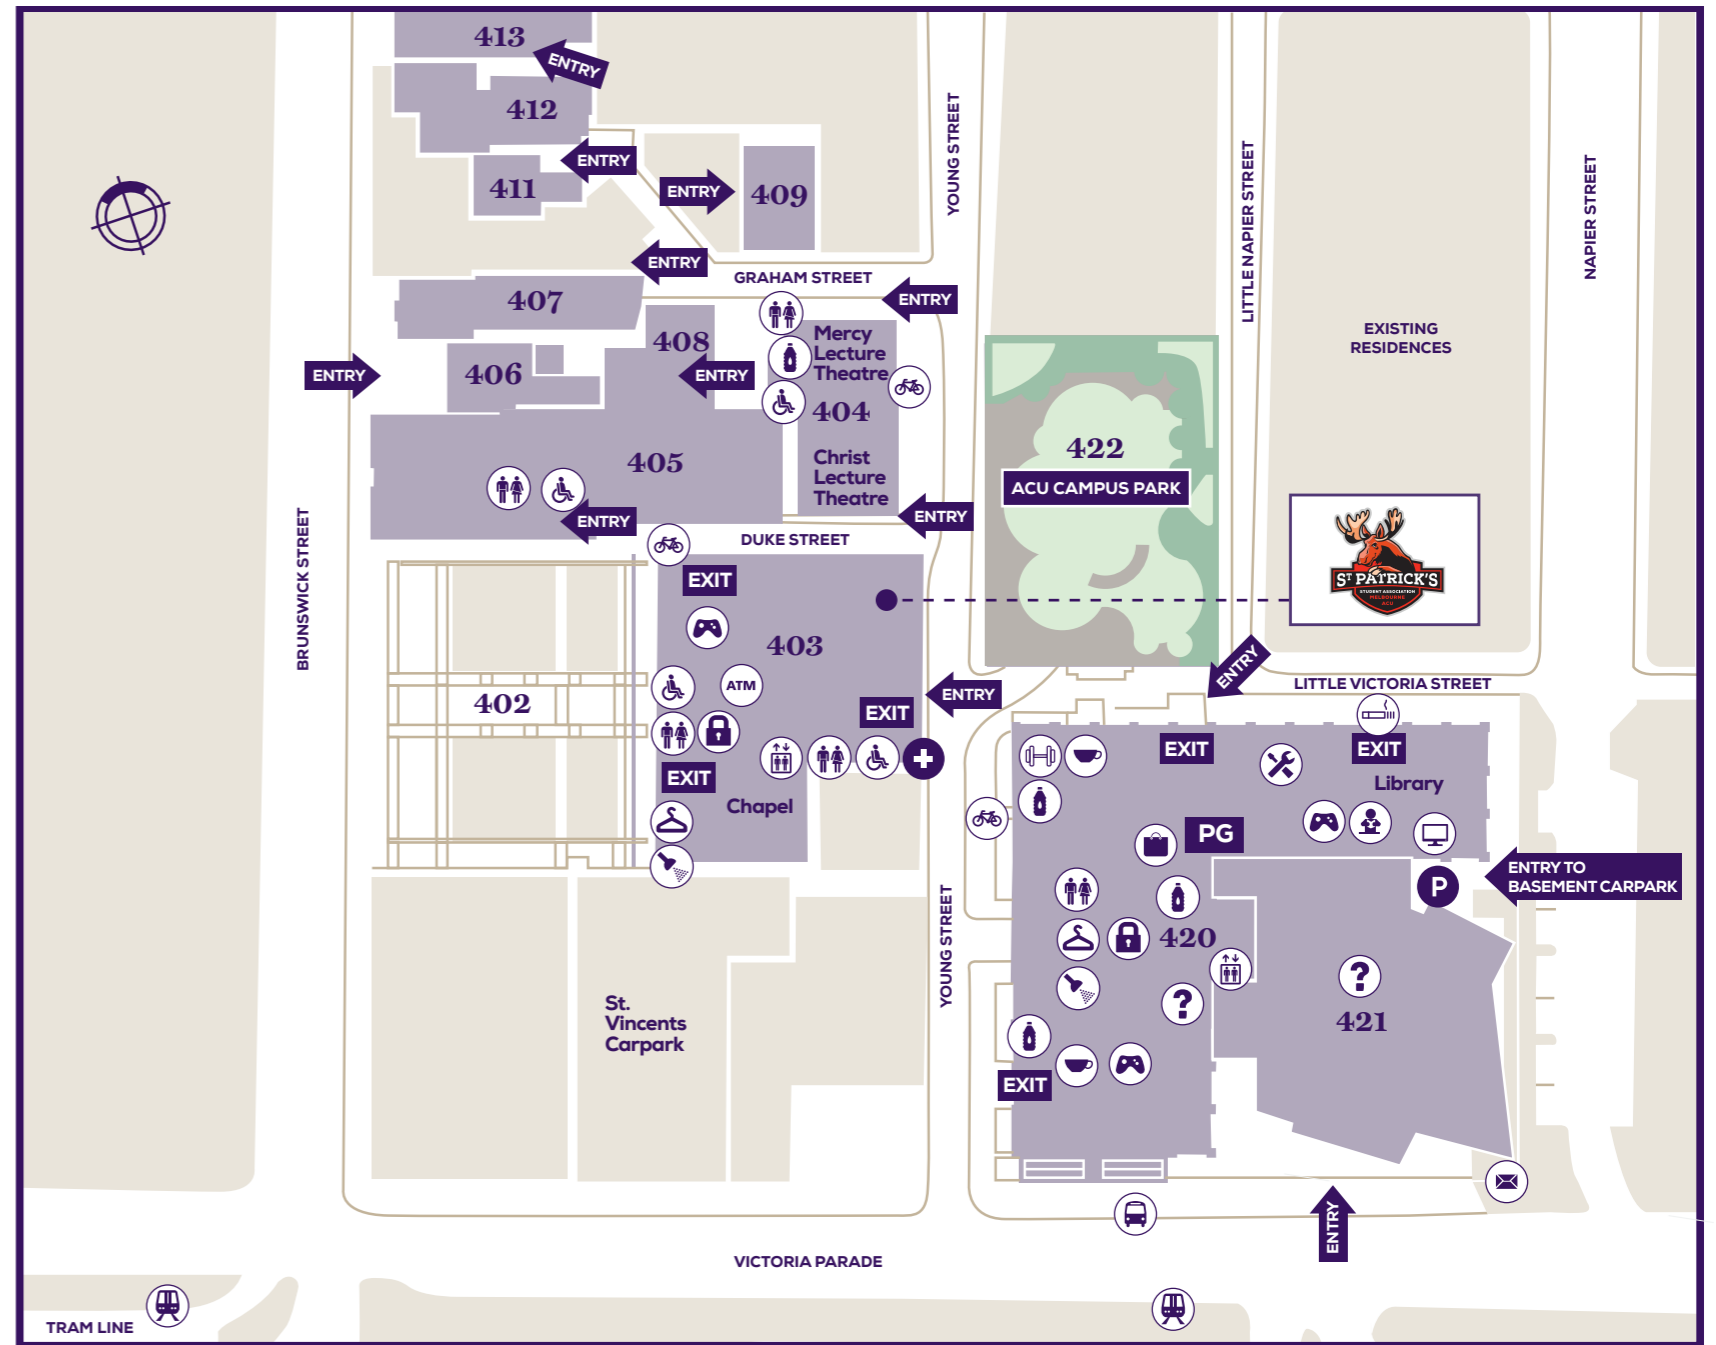 413
ENTRY
412
ENTRY
411
ENTRY
409
YOUNG STREET
LITTLE NAPIER STREET
NAPIER STREET
ENTRY
GRAHAM STREET
407
ENTRY
408
Mercy
Lecture
Theatre
EXISTING
RESIDENCES
ENTRY
406
ENTRY
404
422
ACU CAMPUS PARK
405
Christ
Lecture
Theatre
ENTRY
ENTRY
DUKE STREET
BRUNSWICK STREET
ST PATRICK'S
STUDENT ASSOCIATION
MELBOURNE
ACU
EXIT
403
ATM
402
ENTRY
ENTRY
LITTLE VICTORIA STREET
EXIT
EXIT
EXIT
EXIT
Library
Chapel
PG
P
ENTRY TO
BASEMENT CARPARK
YOUNG STREET
420
?
?
421
St.
Vincents
Carpark
EXIT
ENTRY
VICTORIA PARADE
TRAM LINE